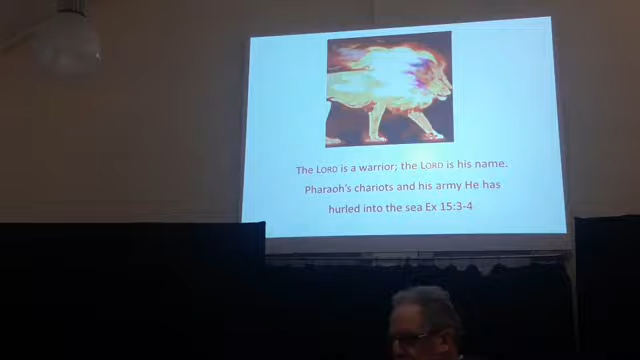 The LORD is a warrior; the LORD is his name.
Pharaoh's chariots and his army He has
hurled into the sea Ex 15:3-4